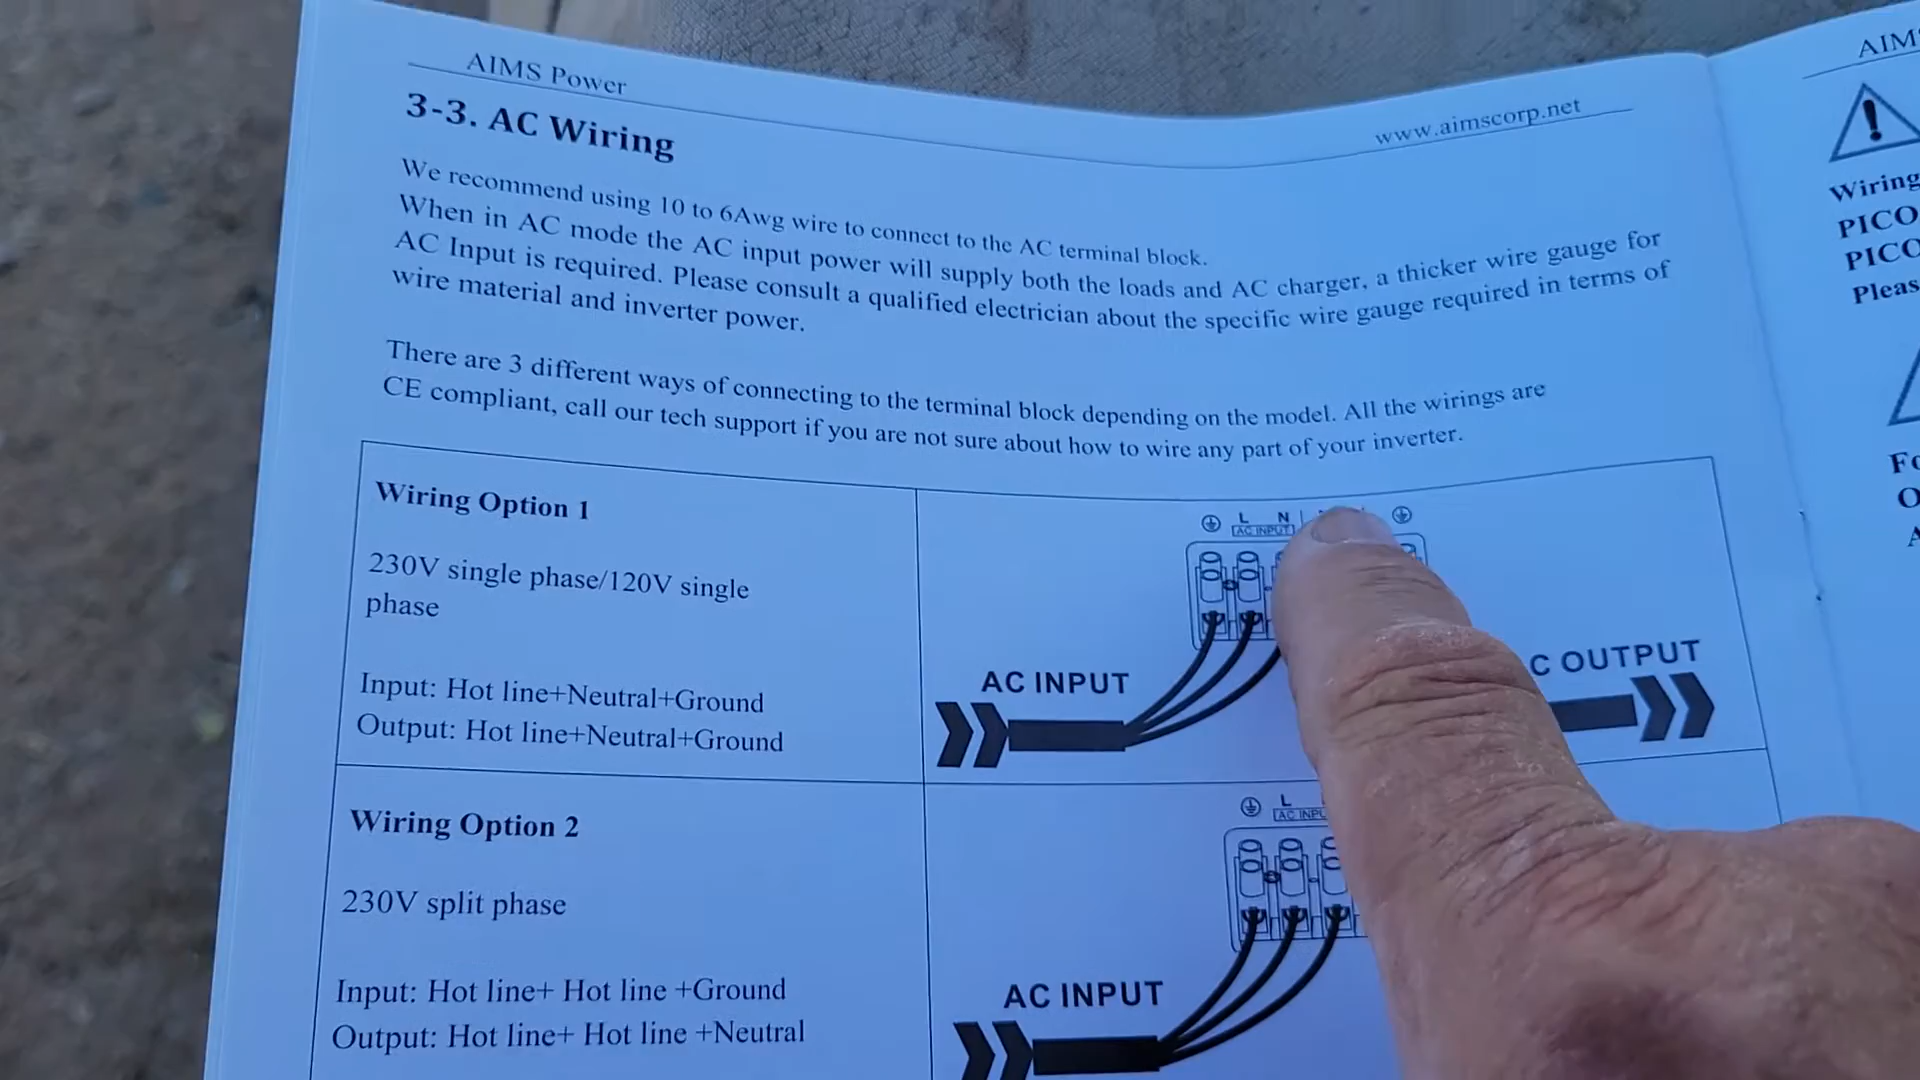 AIMS Power
www.aimscorp.net
3-3. AC Wiring
We recommend using 10 to 6Awg wire to connect to the AC terminal block.
When in AC mode the AC input power will supply both the loads and AC charger, a thicker wire gauge for
AC Input is required. Please consult a qualified electrician about the specific wire gauge required in terms of
wire material and inverter power.
There are 3 different ways of connecting to the terminal block depending on the model. All the wirings are
CE compliant, call our tech support if you are not sure about how to wire any part of your inverter.
Wiring Option 1
230V single phase/120V single
phase
Input: Hot line+Neutral+Ground
Output: Hot line+Neutral+Ground
L N
AC INPUT
AC INPUT
C OUTPUT
Wiring Option 2
230V split phase
Input: Hot line+ Hot line +Ground
Output: Hot line+ Hot line +Neutral
L
AC INPU
AC INPUT
AIMS
Wiring
PICO
PICO
Pleas
Fo
O
A